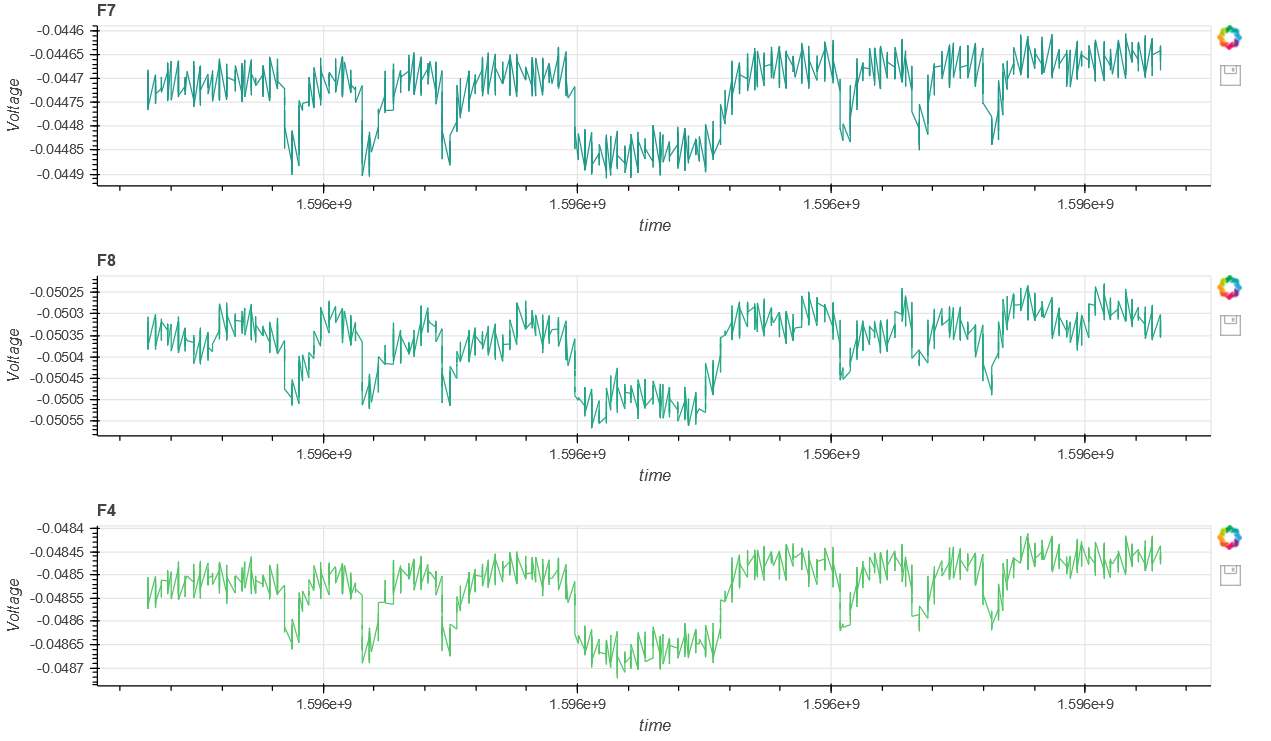 F7
-0.0446
-0.04465
-0.0447
-0.04475
-0.0448
-0.04485
-0.0449
Voltage
1.596e+9 1.596e+9 1.596e+9 1.596e+9
time
F8
-0.05025
-0.0503
-0.05035
-0.0504
-0.05045
-0.0505
-0.05055
Voltage
1.596e+9 1.596e+9 1.596e+9 1.596e+9
time
F4
-0.0484
-0.04845
-0.0485
-0.04855
-0.0486
-0.04865
-0.0487
Voltage
1.596e+9 1.596e+9 1.596e+9 1.596e+9
time